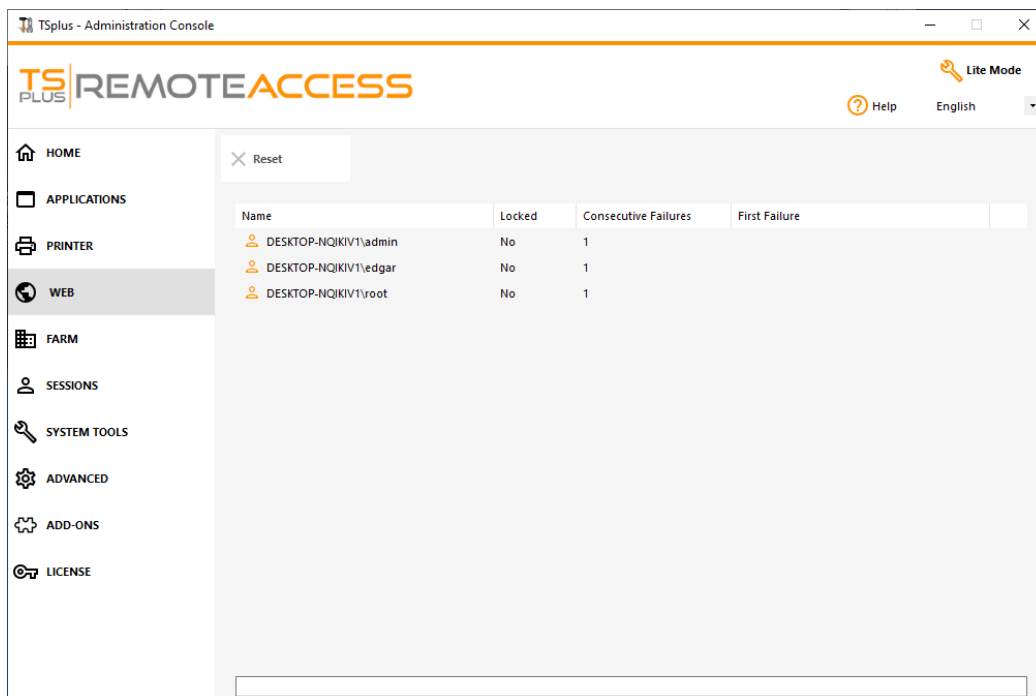 TSplus - Administration Console
TS PLUS REMOTEACCESS
Lite Mode
Help
English
HOME
APPLICATIONS
PRINTER
WEB
FARM
SESSIONS
SYSTEM TOOLS
ADVANCED
ADD-ONS
LICENSE
Reset
Name Locked Consecutive Failures First Failure
DESKTOP-NQIKIV1\admin No 1
DESKTOP-NQIKIV1\edgar No 1
DESKTOP-NQIKIV1\root No 1